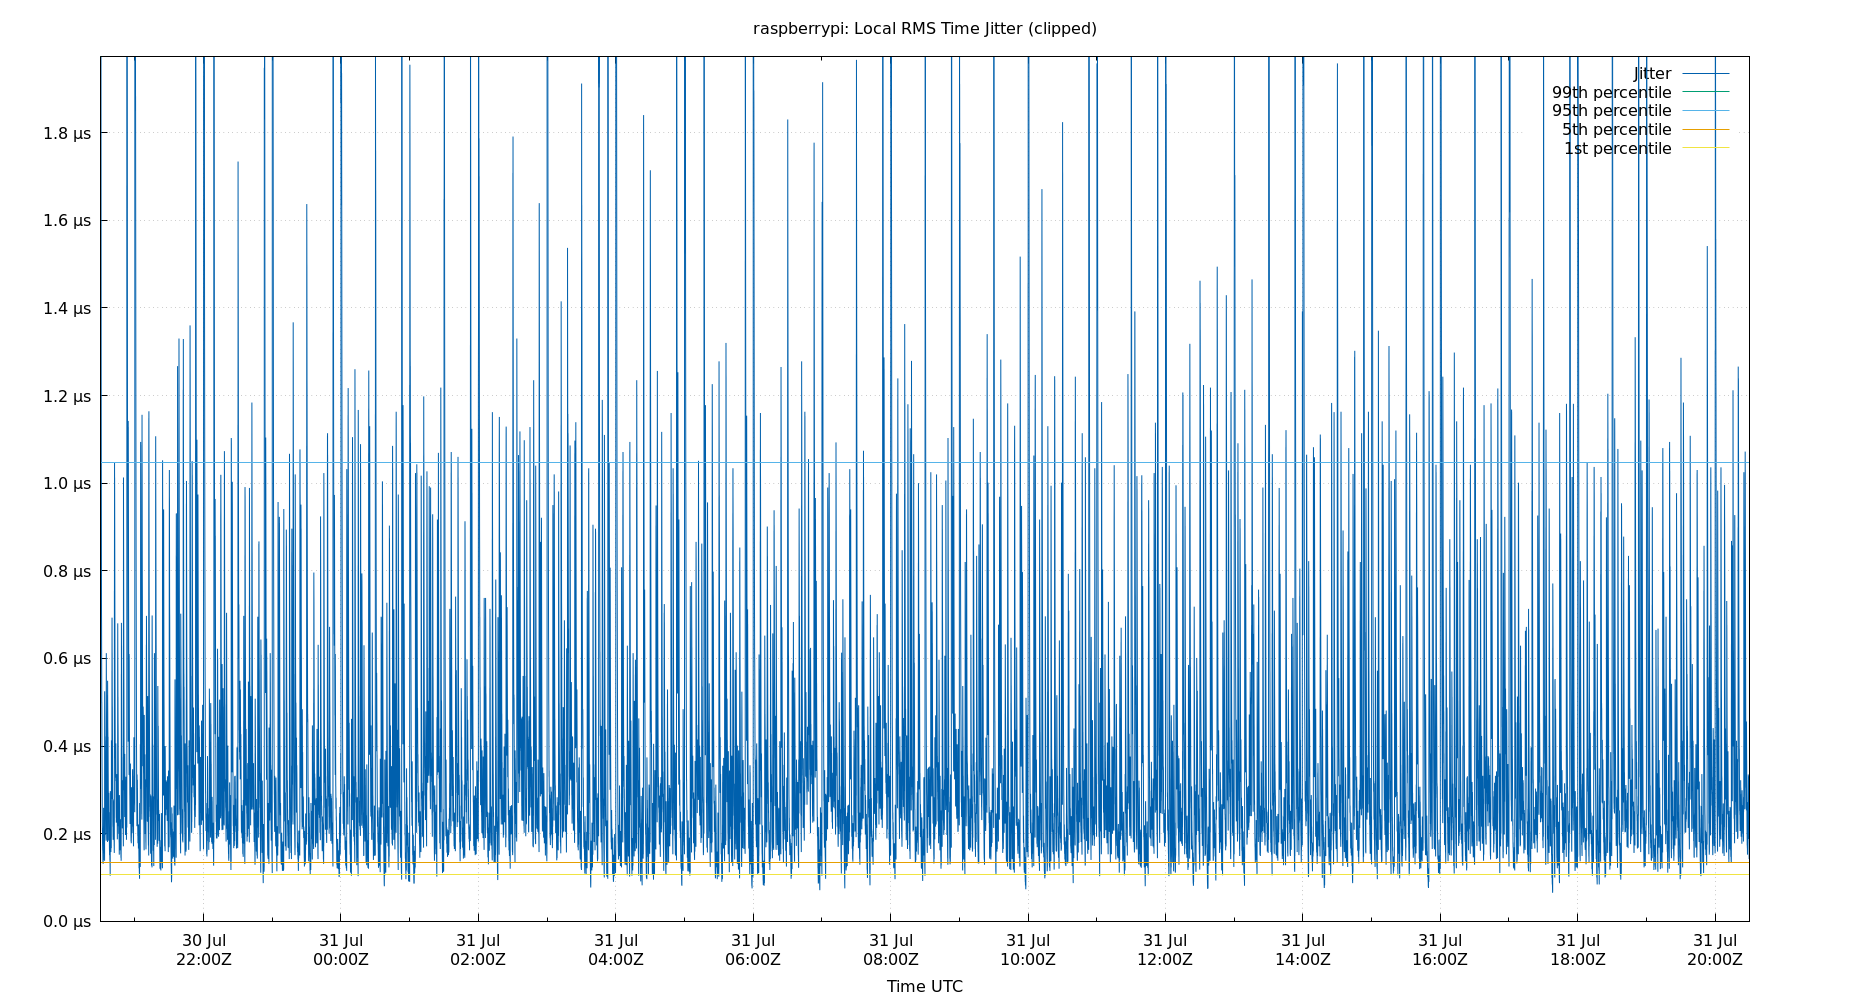 raspberrypi: Local RMS Time Jitter (clipped)
Jitter
99th percentile
95th percentile
5th percentile
1st percentile
1.8 µs
1.6 µs
1.4 µs
1.2 µs
1.0 µs
0.8 µs
0.6 µs
0.4 µs
0.2 µs
0.0 µs
30 Jul 31 Jul 31 Jul 31 Jul 31 Jul 31 Jul 31 Jul 31 Jul 31 Jul 31 Jul 31 Jul 31 Jul
22:00Z 00:00Z 02:00Z 04:00Z 06:00Z 08:00Z 10:00Z 12:00Z 14:00Z 16:00Z 18:00Z 20:00Z
Time UTC